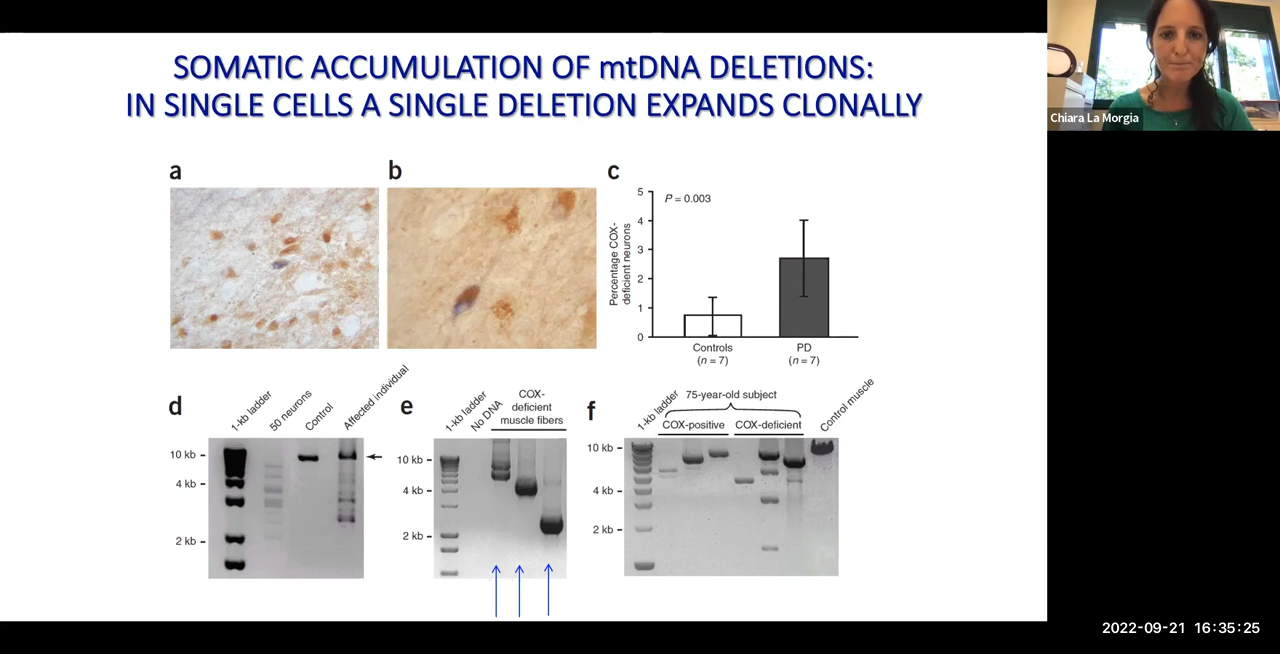 SOMATIC ACCUMULATION OF mtDNA DELETIONS:
IN SINGLE CELLS A SINGLE DELETION EXPANDS CLONALLY
Chiara La Morgia
a
b
c
Percentage COX-
deficient neurons
5
4
3
2
1
0
P = 0.003
Controls
(n = 7)
PD
(n = 7)
d
1-kb ladder
50 neurons
Control
Affected individual
10 kb
4 kb
2 kb
e
1-kb ladder
No DNA
COX-
deficient
muscle fibers
10 kb
4 kb
2 kb
f
1-kb ladder
75-year-old subject
COX-positive
COX-deficient
Control muscle
10 kb
4 kb
2 kb
2022-09-21 16:35:25